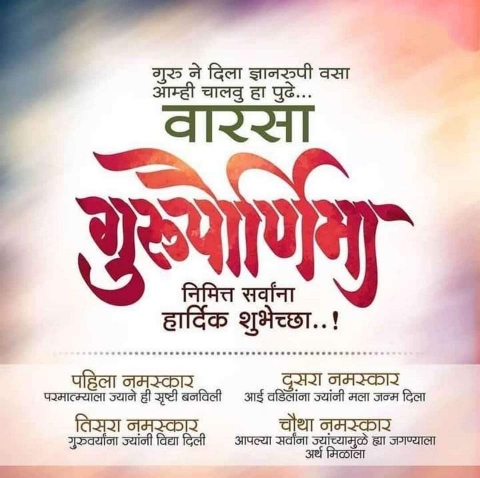 गुरु ने दिला ज्ञानरुपी वसा
आम्ही चालवु हा पुढे...
वारसा
गुरुपौर्णिमा
निमित्त सर्वांना
हार्दिक शुभेच्छा..!
पहिला नमस्कार
परमात्म्याला ज्याने ही सृष्टी बनविली
दुसरा नमस्कार
आई वडिलांना ज्यांनी मला जन्म दिला
तिसरा नमस्कार
गुरुवर्यांना ज्यांनी विद्या दिली
चौथा नमस्कार
आपल्या सर्वांना ज्यांच्यामुळे ह्या जगण्याला
अर्थ मिळाला